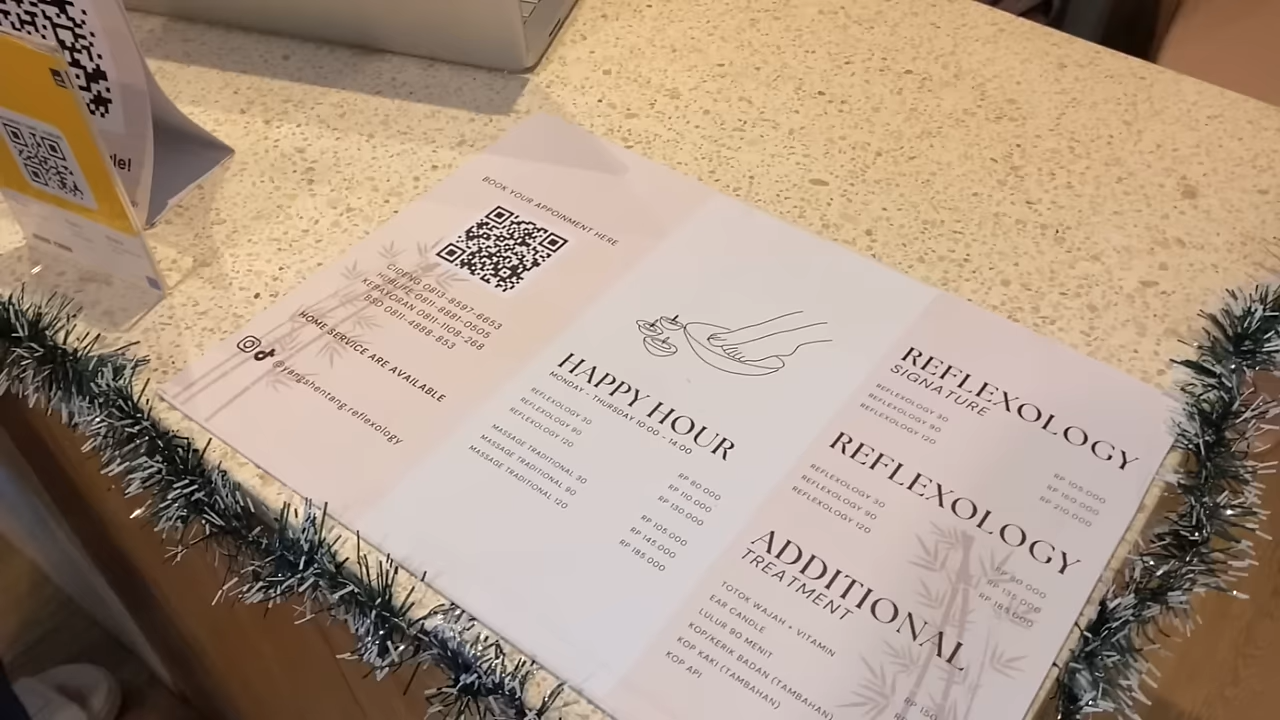 BOOK YOUR APPOINMENT HERE
CIDENG 0813-8597-6653
HUBLIFE 0811-8881-0505
KEBAYORAN 0811-1108-268
BSD 0811-4888-853
HOME SERVICE ARE AVAILABLE
@yangshentang.reflexology
HAPPY HOUR
MONDAY - THURSDAY 10:00 - 14:00
REFLEXOLOGY 30 RP 80.000
REFLEXOLOGY 90 RP 110.000
REFLEXOLOGY 120 RP 130.000
MASSAGE TRADITIONAL 30 RP 105.000
MASSAGE TRADITIONAL 90 RP 145.000
MASSAGE TRADITIONAL 120 RP 185.000
REFLEXOLOGY
SIGNATURE
REFLEXOLOGY 30 RP 105.000
REFLEXOLOGY 90 RP 160.000
REFLEXOLOGY 120 RP 210.000
REFLEXOLOGY
REFLEXOLOGY 30 RP 90.000
REFLEXOLOGY 90 RP 135.000
REFLEXOLOGY 120 RP 185.000
ADDITIONAL
TREATMENT
TOTOK WAJAH + VITAMIN
EAR CANDLE
LULUR 90 MENIT
KOP/KERIK BADAN (TAMBAHAN)
KOP KAKI (TAMBAHAN)
KOP API